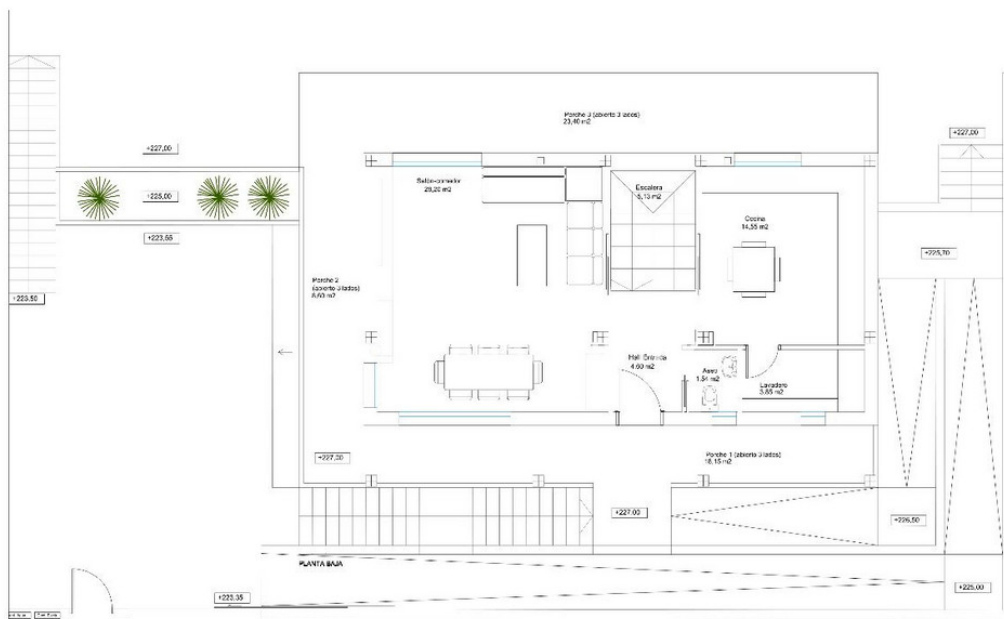 Porche 3 (abierto 3 lados)
23,40 m2
+227,00
+227,00
Salón-comedor
28,20 m2
Escalera
5,13 m2
+225,00
Cocina
14,55 m2
+223,55
+225,70
Porche 2
(abierto 3 lados)
8,60 m2
+223,50
Hall Entrada
4,60 m2
Aseo
1,54 m2
Lavadero
3,85 m2
+227,00
Porche 1 (abierto 3 lados)
18,15 m2
+227,00
+226,50
PLANTA BAJA
+225,00
+223,35